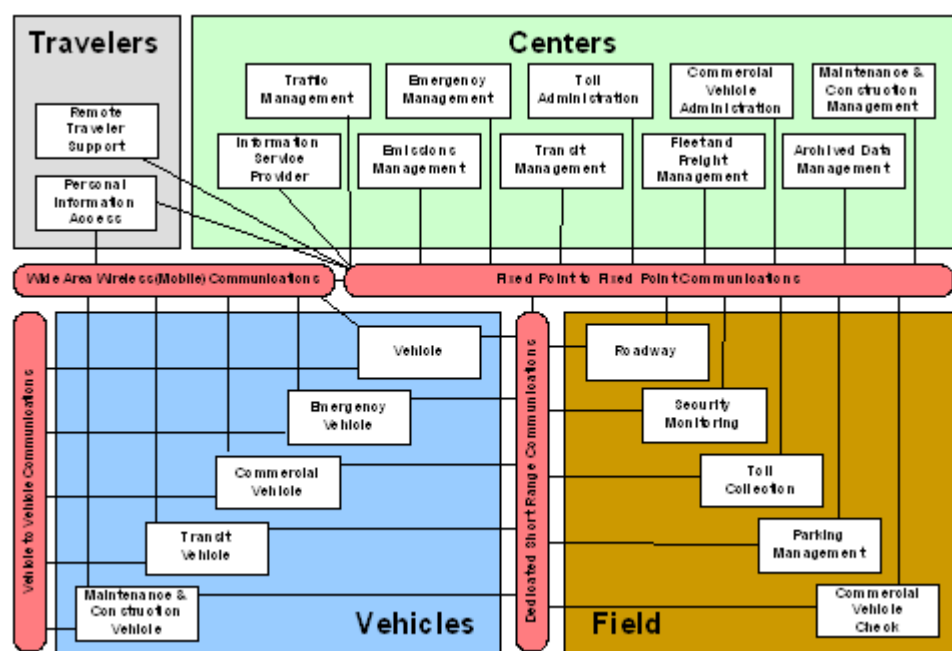 Travelers
Centers
Traffic
Management
Emergency
Management
Toll
Administration
Commercial
Vehicle
Administration
Maintenance &
Construction
Management
Remote
Traveler
Support
Information
Service
Provider
Emissions
Management
Transit
Management
Fleet and
Freight
Management
Archived Data
Management
Personal
Information
Access
Wide Area Wireless (Mobile) Communications
Fixed Point to Fixed Point Communications
Vehicle to Vehicle Communications
Dedicated Short Range Communications
Vehicle
Emergency
Vehicle
Commercial
Vehicle
Transit
Vehicle
Maintenance &
Construction
Vehicle
Vehicles
Roadway
Security
Monitoring
Toll
Collection
Parking
Management
Commercial
Vehicle
Check
Field